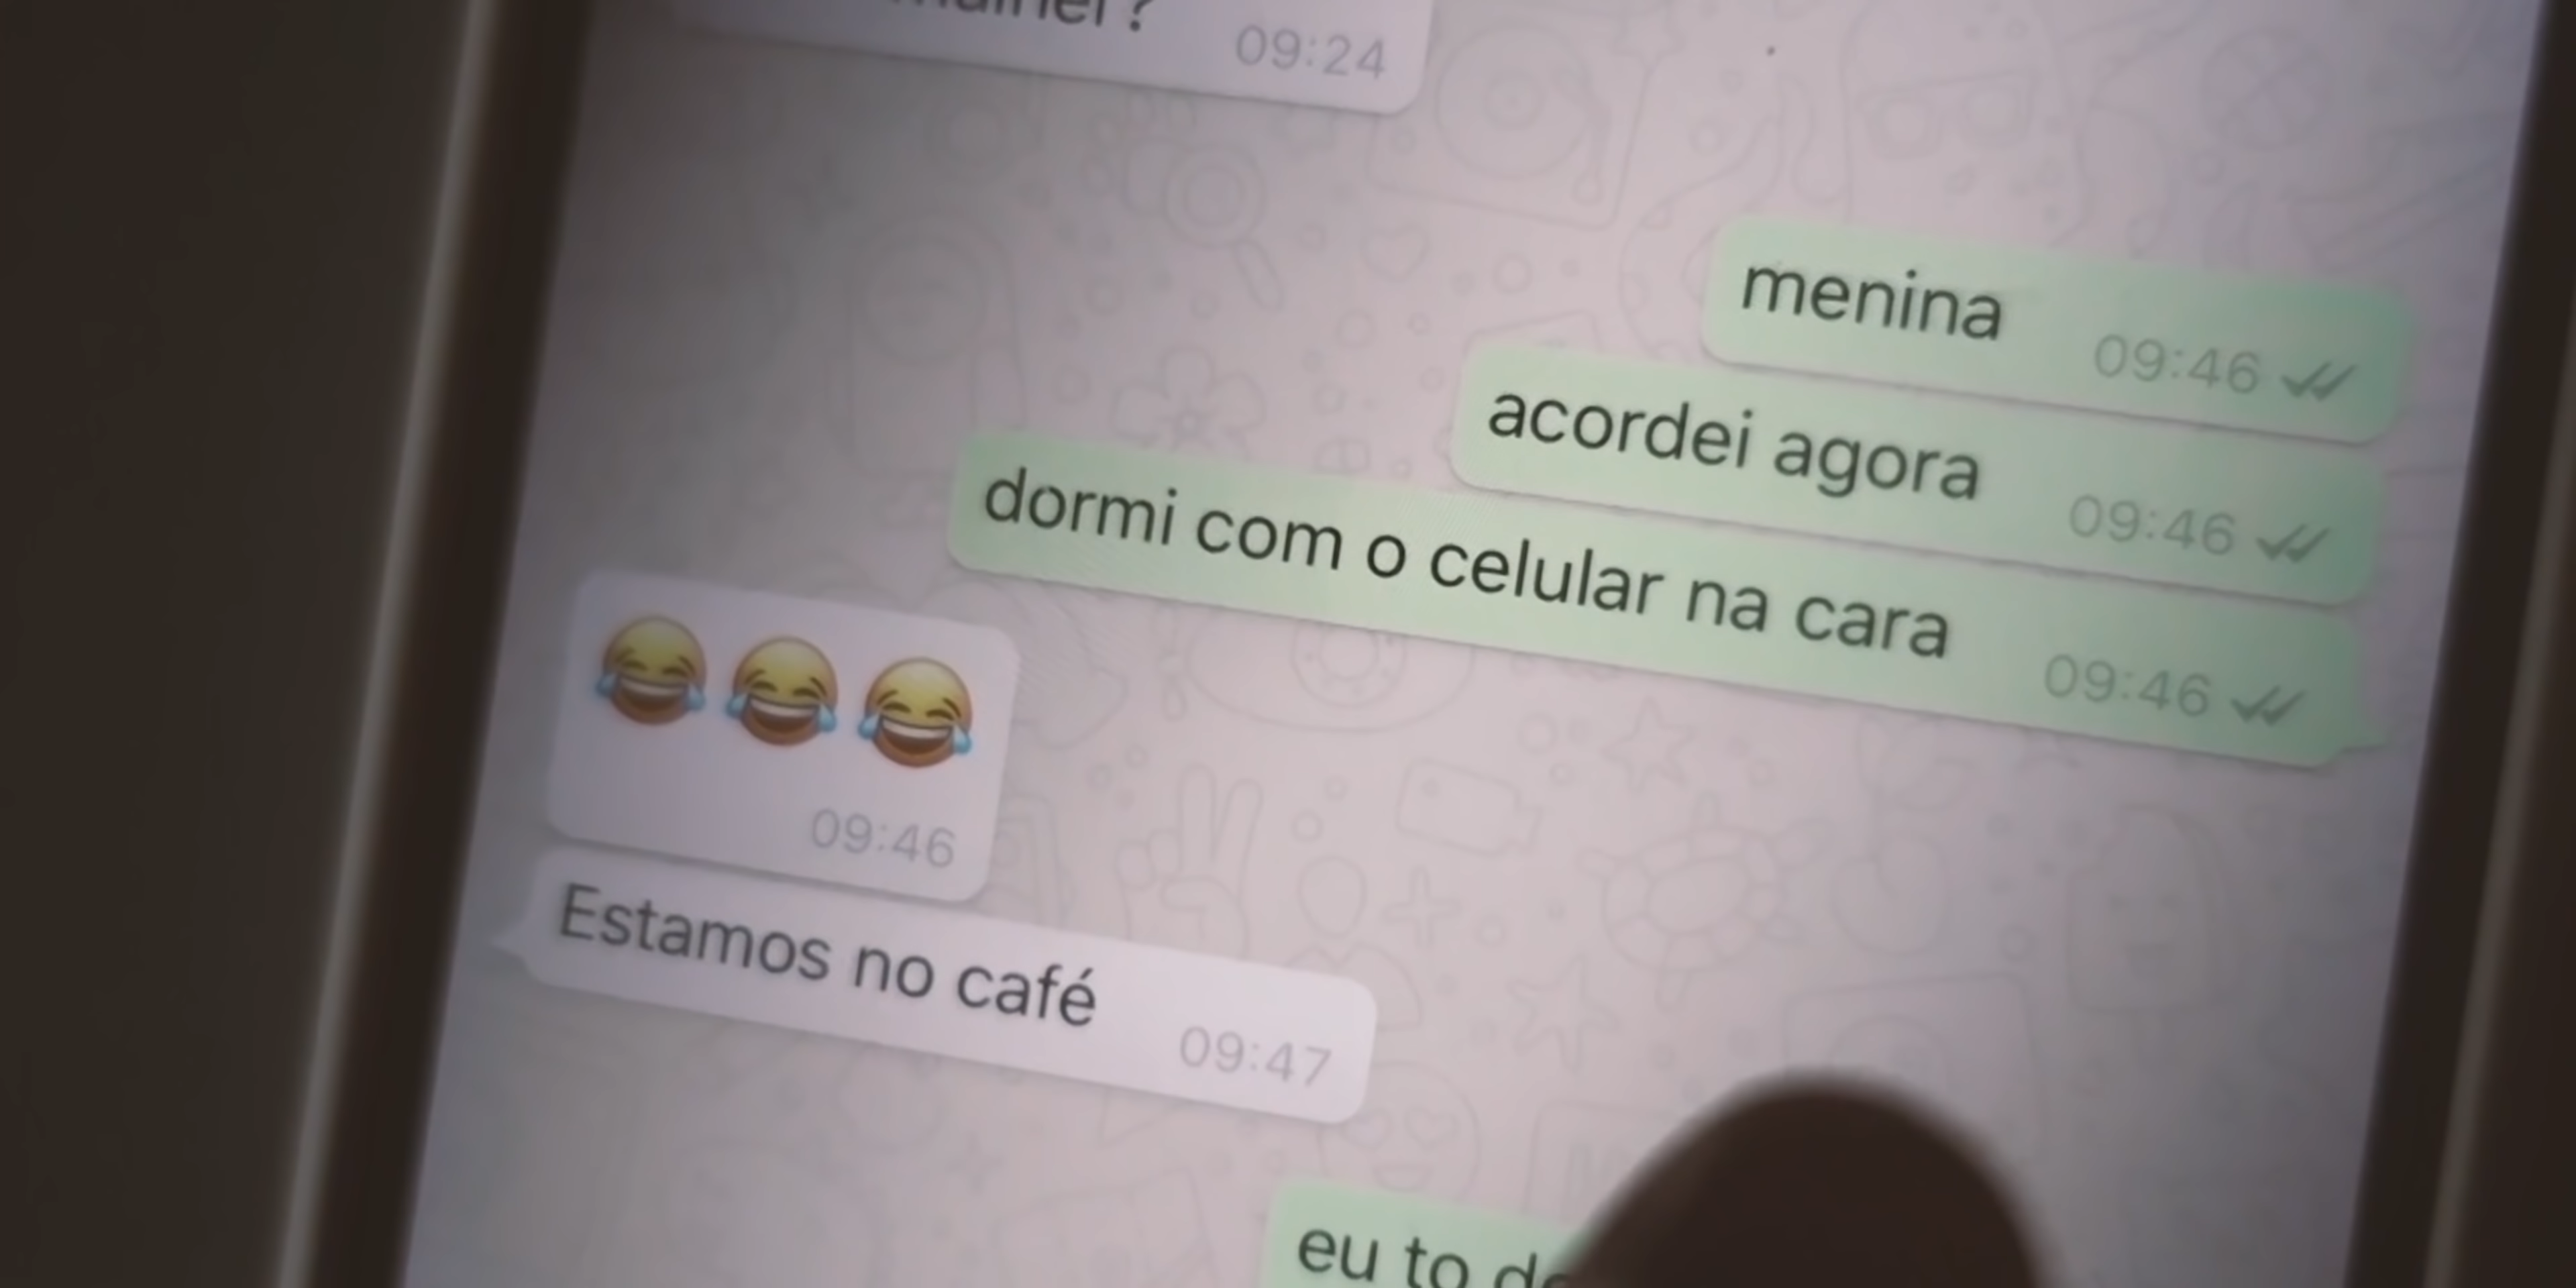 09:24
menina 09:46
acordei agora 09:46
dormi com o celular na cara 09:46
😂😂😂
09:46
Estamos no café 09:47
eu to